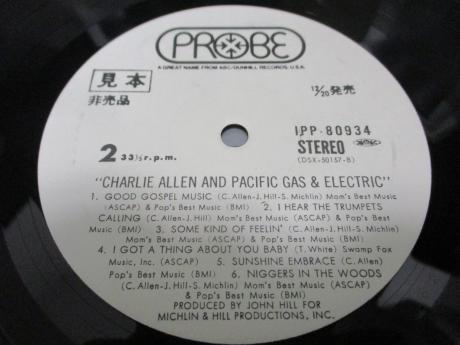 PROBE
A GREAT NAME FROM ABC/DUNHILL RECORDS, U.S.A.
見本
非売品
12/20発売
IPP-80934
STEREO
(DSX-50157-B)
2 33⅓ r.p.m.
"CHARLIE ALLEN AND PACIFIC GAS & ELECTRIC"
1. GOOD GOSPEL MUSIC (C. Allen-J. Hill-S. Michlin) Mom's Best Music
(ASCAP) & Pop's Best Music (BMI) 2. I HEAR THE TRUMPETS
CALLING (C. Allen-J. Hill) Mom's Best Music (ASCAP) & Pop's Best
Music (BMI) 3. SOME KIND OF FEELIN' (C. Allen-J. Hill-S. Michlin)
Mom's Best Music (ASCAP) & Pop's Best Music (BMI)
4. I GOT A THING ABOUT YOU BABY (T. White) Swamp Fox
Music, Inc. (ASCAP) 5. SUNSHINE EMBRACE (C. Allen)
Pop's Best Music (BMI) 6. NIGGERS IN THE WOODS
(C. Allen-J. Hill-S. Michlin) Mom's Best Music (ASCAP)
& Pop's Best Music (BMI)
PRODUCED BY JOHN HILL FOR
MICHLIN & HILL PRODUCTIONS, INC.